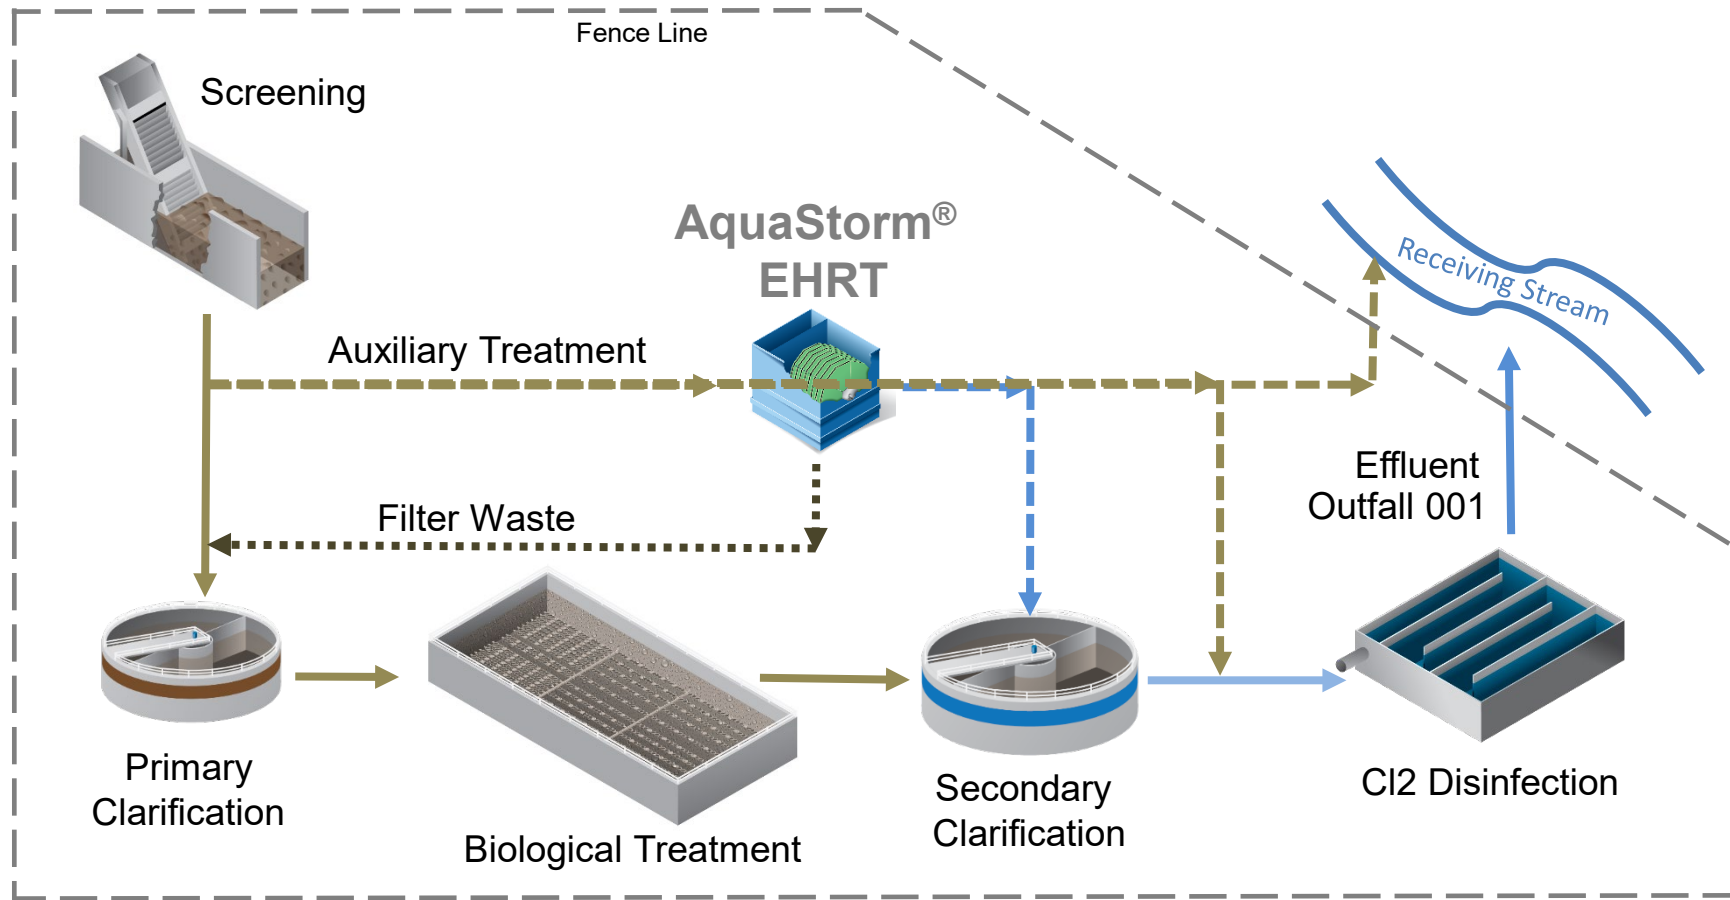 Fence Line
Screening
AquaStorm®
EHRT
Auxiliary Treatment
Receiving Stream
Effluent
Outfall 001
Filter Waste
Primary
Clarification
Biological Treatment
Secondary
Clarification
Cl2 Disinfection